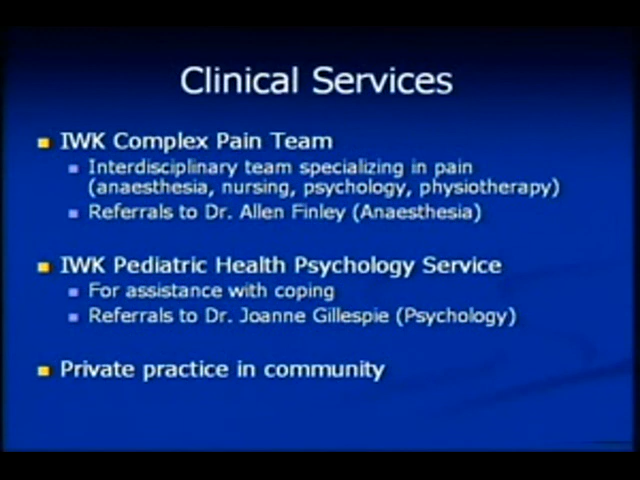 Clinical Services
IWK Complex Pain Team
Interdisciplinary team specializing in pain
(anaesthesia, nursing, psychology, physiotherapy)
Referrals to Dr. Allen Finley (Anaesthesia)
IWK Pediatric Health Psychology Service
For assistance with coping
Referrals to Dr. Joanne Gillespie (Psychology)
Private practice in community